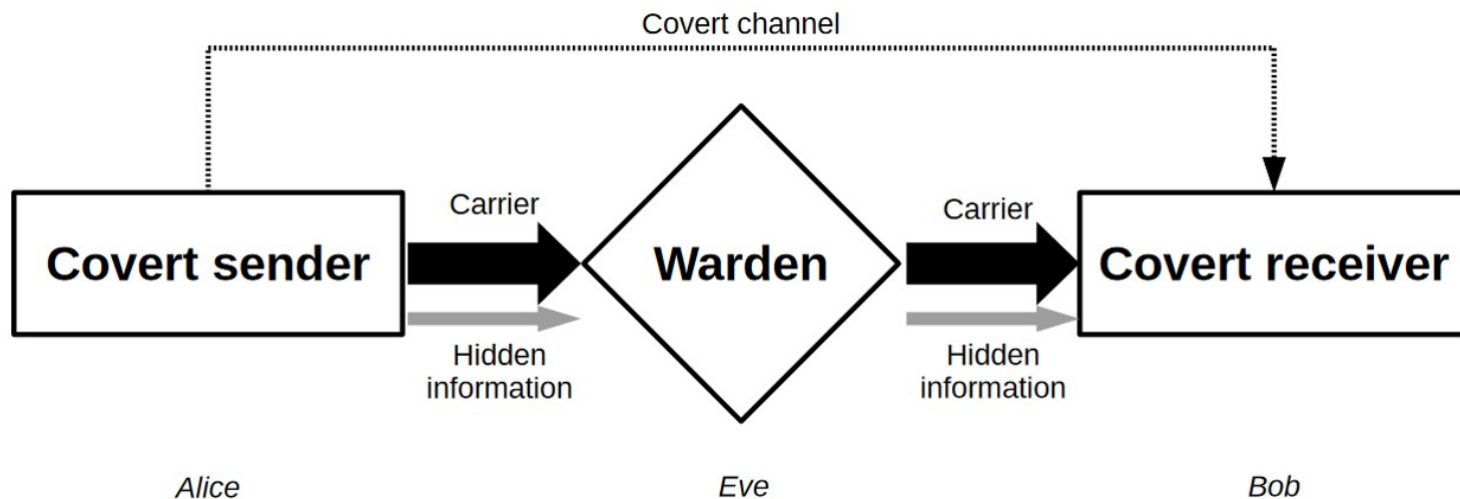 Covert channel
Carrier
Carrier
Covert sender
Warden
Covert receiver
Hidden
information
Hidden
information
Alice
Eve
Bob